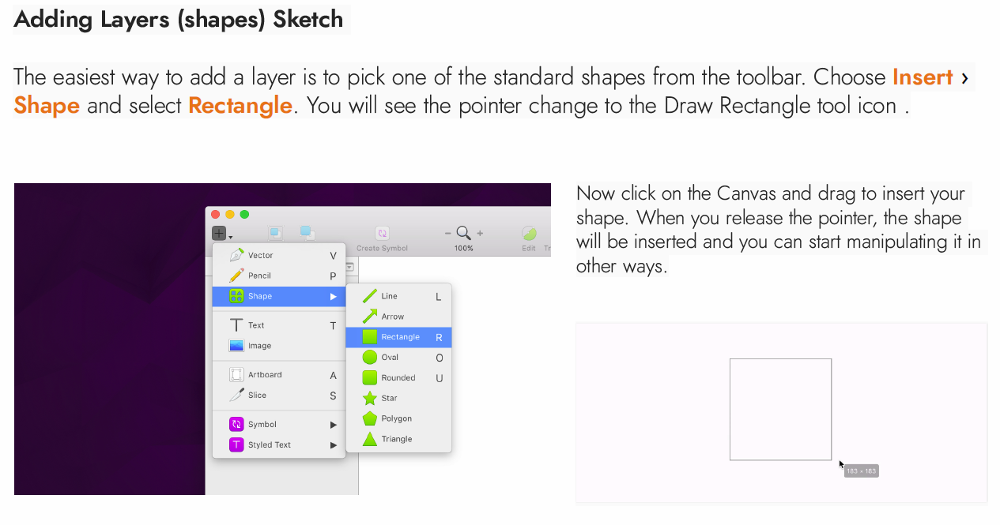 Adding Layers (shapes) Sketch
The easiest way to add a layer is to pick one of the standard shapes from the toolbar. Choose Insert ›
Shape and select Rectangle. You will see the pointer change to the Draw Rectangle tool icon .
Create Symbol
100%
Edit
Tr
Vector V
Pencil P
Shape
Text T
Image
Artboard A
Slice S
Symbol
Styled Text
Line L
Arrow
Rectangle R
Oval O
Rounded U
Star
Polygon
Triangle
Now click on the Canvas and drag to insert your
shape. When you release the pointer, the shape
will be inserted and you can start manipulating it in
other ways.
183 × 183